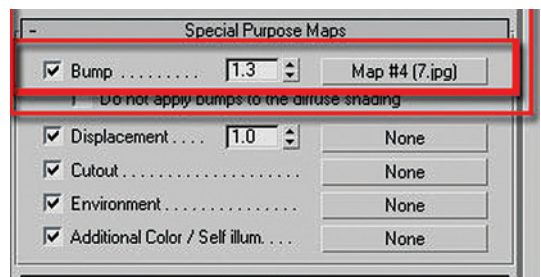 - Special Purpose Maps
Bump ......... 1.3 Map #4 (7.jpg)
Do not apply bumps to the diffuse shading
Displacement.... 1.0 None
Cutout.................... None
Environment............... None
Additional Color / Self illum.... None